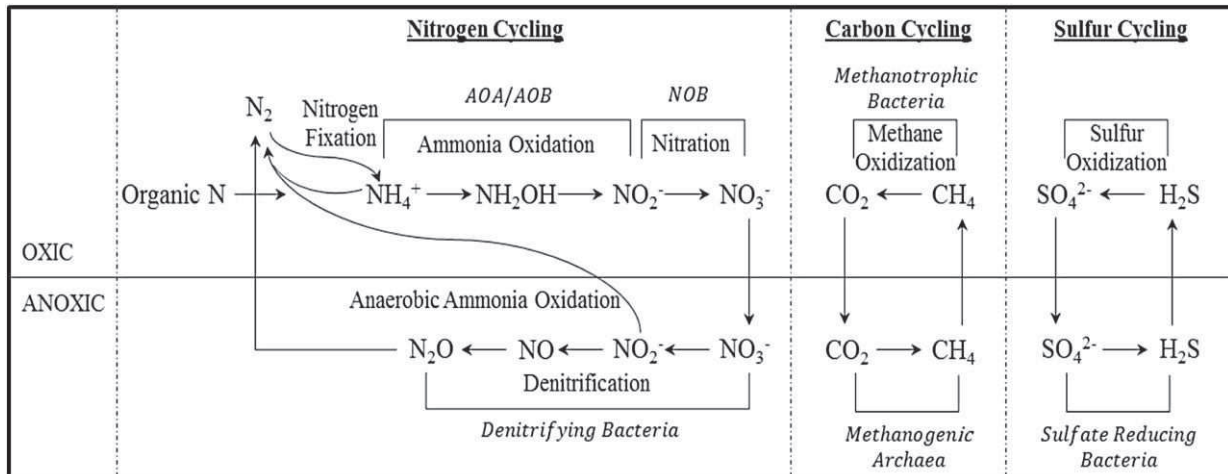 Nitrogen Cycling
Carbon Cycling
Sulfur Cycling
AOA/AOB
NOB
Methanotrophic
Bacteria
N₂
Nitrogen
Fixation
Ammonia Oxidation
Nitration
Methane
Oxidization
Sulfur
Oxidization
Organic N
NH₄⁺
NH₂OH
NO₂⁻
NO₃⁻
CO₂
CH₄
SO₄²⁻
H₂S
OXIC
ANOXIC
Anaerobic Ammonia Oxidation
N₂O
NO
NO₂⁻
NO₃⁻
CO₂
CH₄
SO₄²⁻
H₂S
Denitrification
Denitrifying Bacteria
Methanogenic
Archaea
Sulfate Reducing
Bacteria